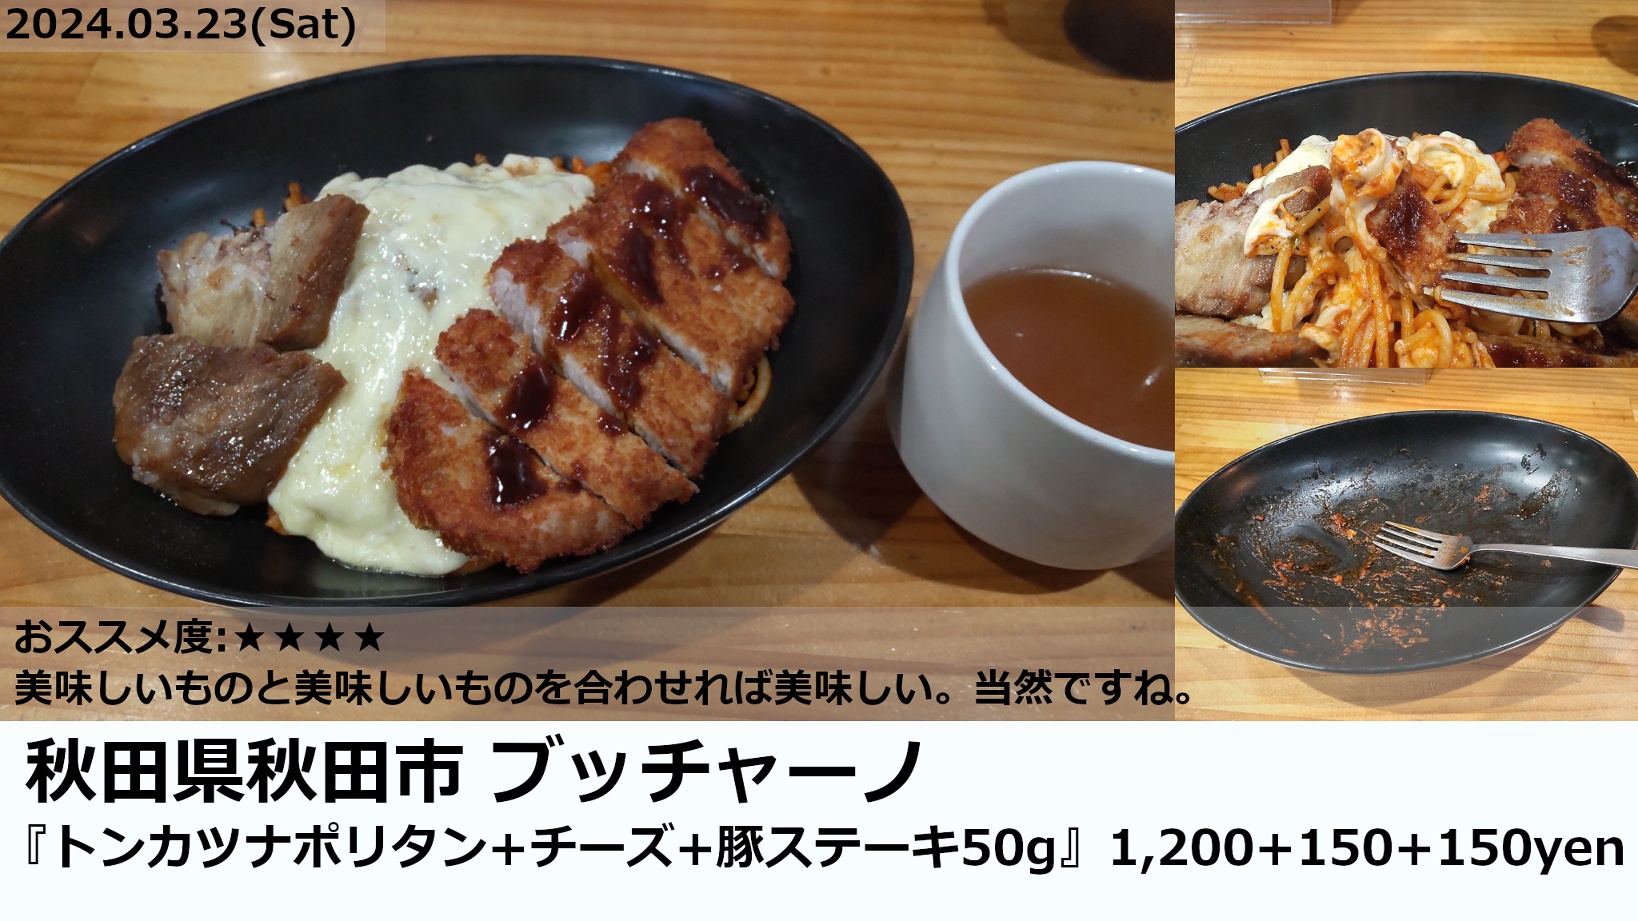 2024.03.23(Sat)
おススメ度:★★★★
美味しいものと美味しいものを合わせれば美味しい。当然ですね。
秋田県秋田市 ブッチャーノ
『トンカツナポリタン+チーズ+豚ステーキ50g』1,200+150+150yen